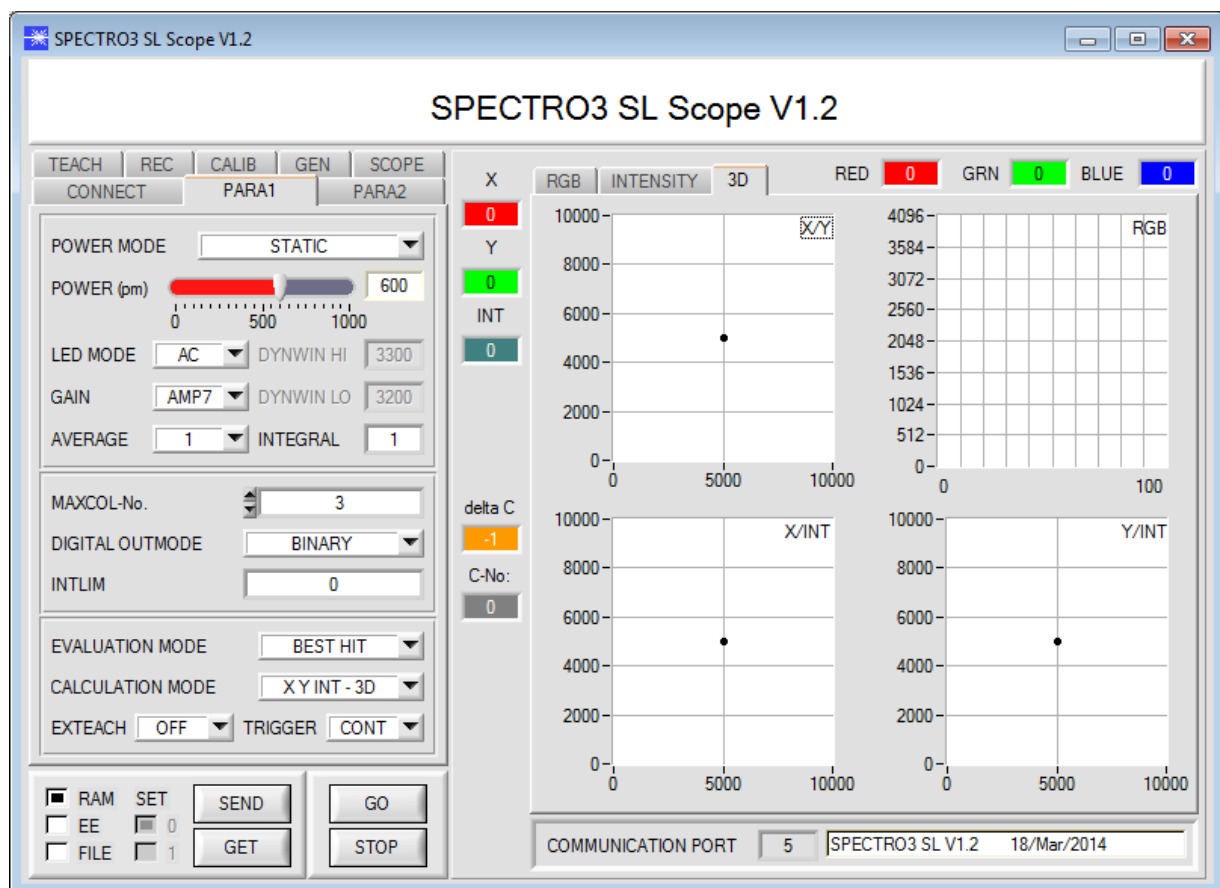 SPECTRO3 SL Scope V1.2
SPECTRO3 SL Scope V1.2
TEACH REC CALIB GEN SCOPE
CONNECT PARA1 PARA2
POWER MODE STATIC
POWER (pm) 600
0 500 1000
LED MODE AC DYNWIN HI 3300
GAIN AMP7 DYNWIN LO 3200
AVERAGE 1 INTEGRAL 1
MAXCOL-No. 3
DIGITAL OUTMODE BINARY
INTLIM 0
EVALUATION MODE BEST HIT
CALCULATION MODE X Y INT - 3D
EXTEACH OFF TRIGGER CONT
RAM SET SEND GO
EE 0
FILE 1 GET STOP
X
0
Y
0
INT
0
delta C
-1
C-No:
0
RGB INTENSITY 3D RED 0 GRN 0 BLUE 0
X/Y
10000
8000
6000
4000
2000
0
0 5000 10000
RGB
4096
3584
3072
2560
2048
1536
1024
512
0
0 100
X/INT
10000
8000
6000
4000
2000
0
0 5000 10000
Y/INT
10000
8000
6000
4000
2000
0
0 5000 10000
COMMUNICATION PORT 5 SPECTRO3 SL V1.2 18/Mar/2014